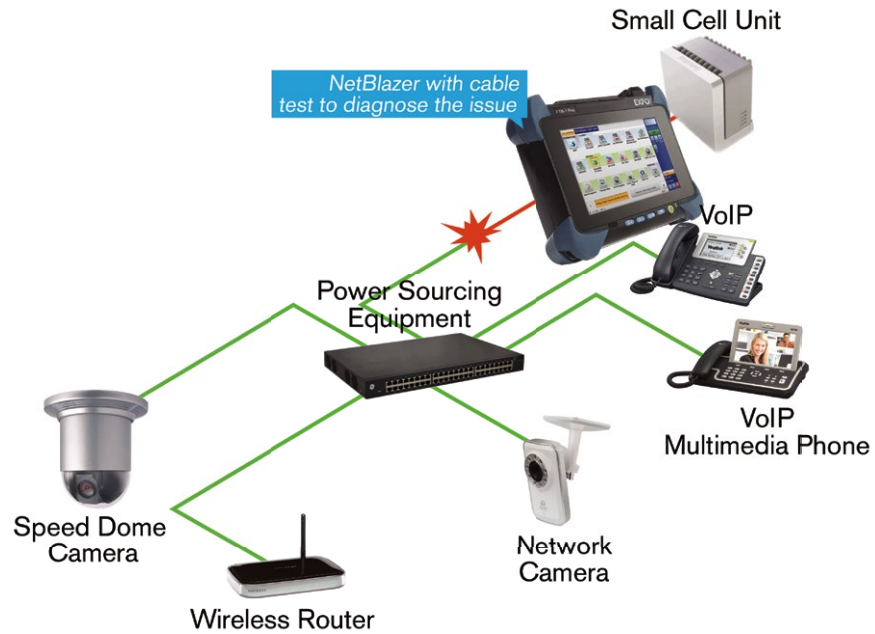 Small Cell Unit
NetBlazer with cable
test to diagnose the issue
EXFO
VoIP
Power Sourcing
Equipment
VoIP
Multimedia Phone
Speed Dome
Camera
Network
Camera
Wireless Router